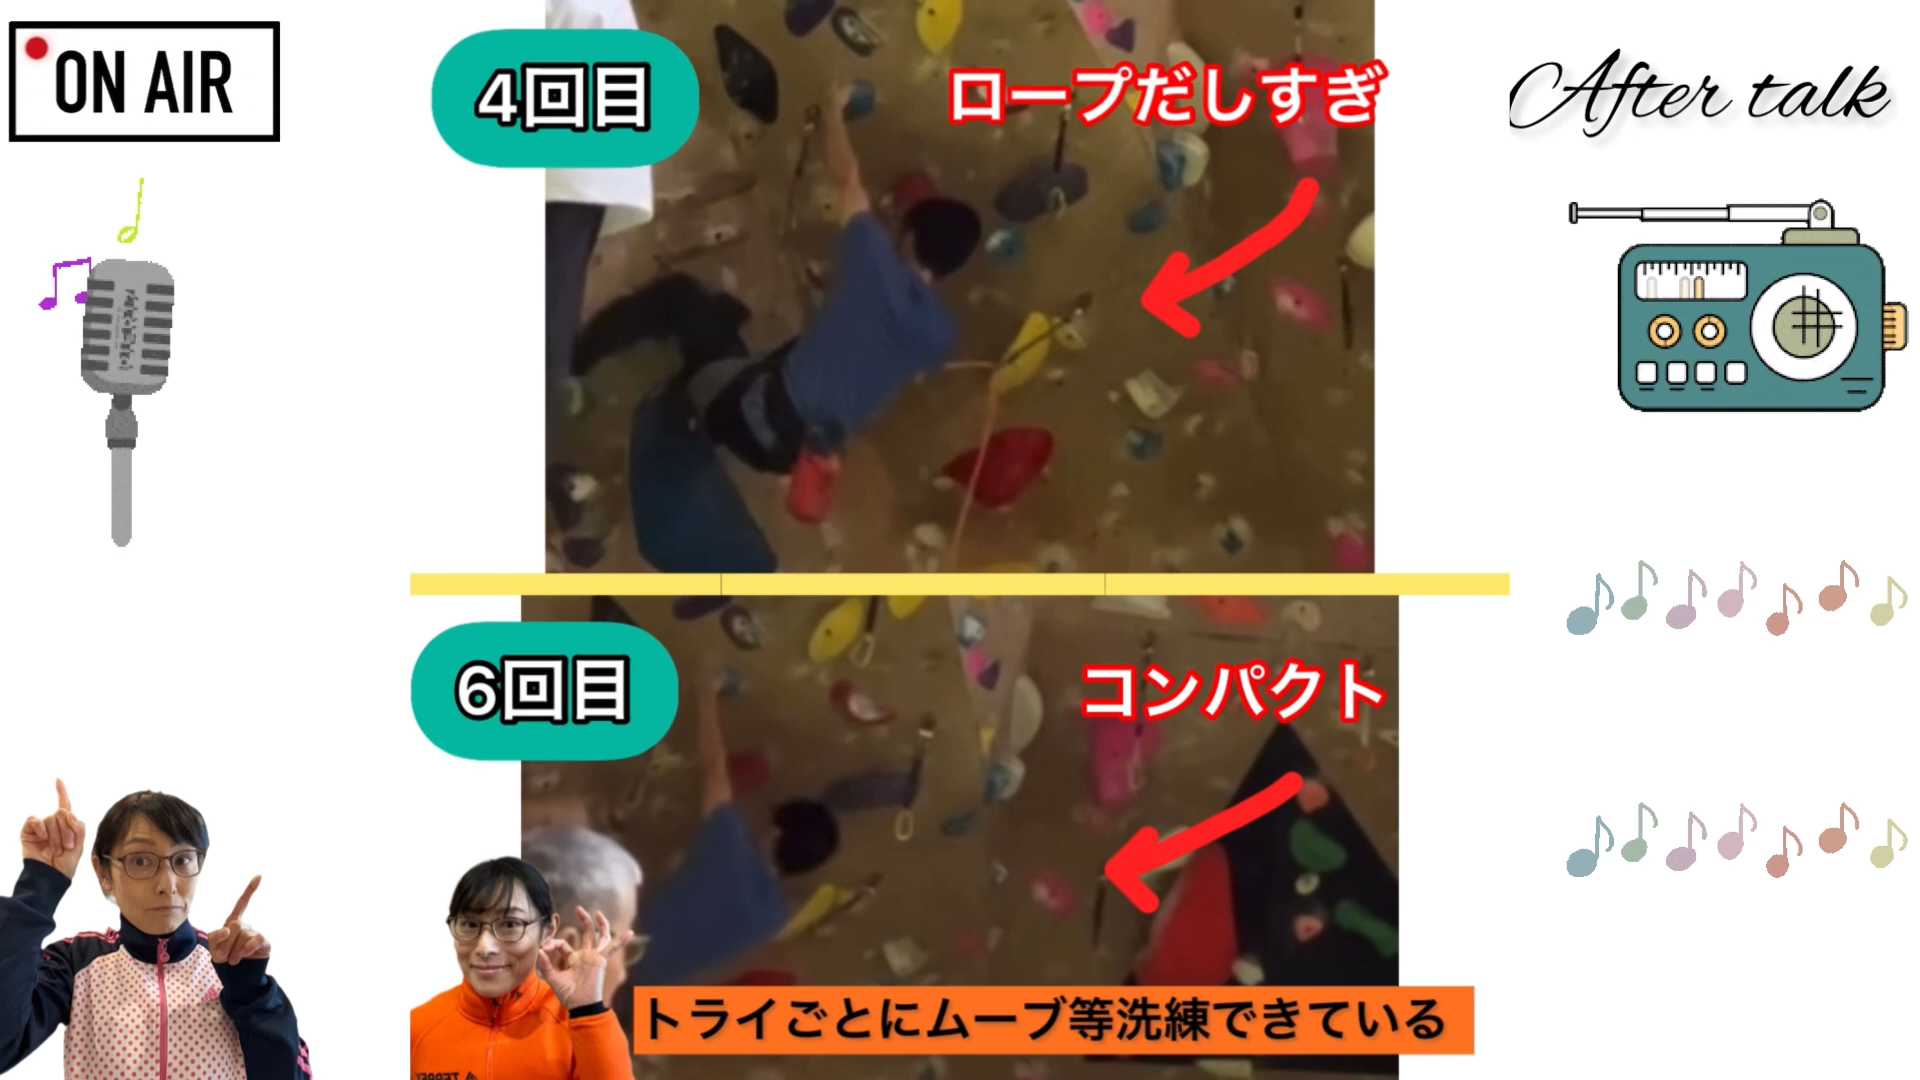 ON AIR
4回目
ロープだしすぎ
After talk
6回目
コンパクト
トライごとにムーブ等洗練できている